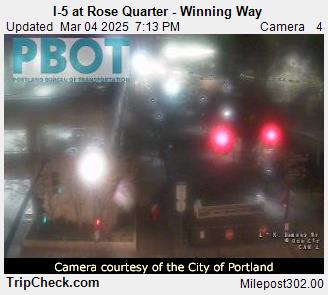 I-5 at Rose Quarter - Winning Way
Updated Mar 04 2025 7:13 PM Camera 4
PBOT
PORTLAND BUREAU OF TRANSPORTATION
Camera courtesy of the City of Portland
TripCheck.com Milepost302.00